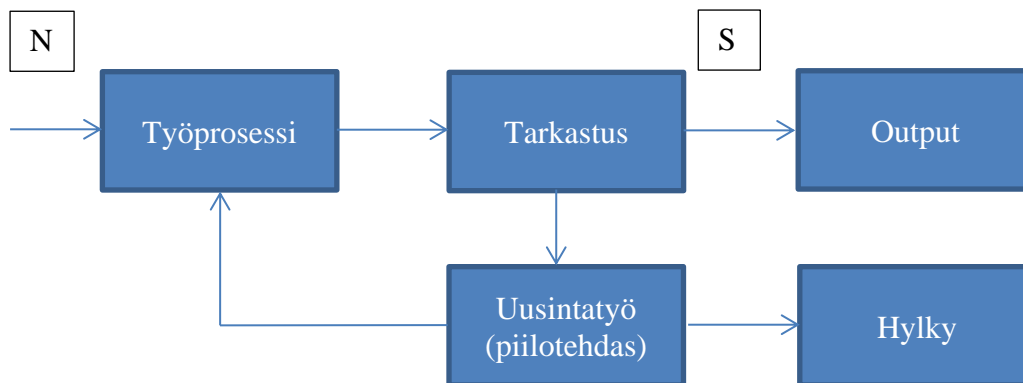 N
S
Työprosessi
Tarkastus
Output
Uusintatyö
(piilotehdas)
Hylky